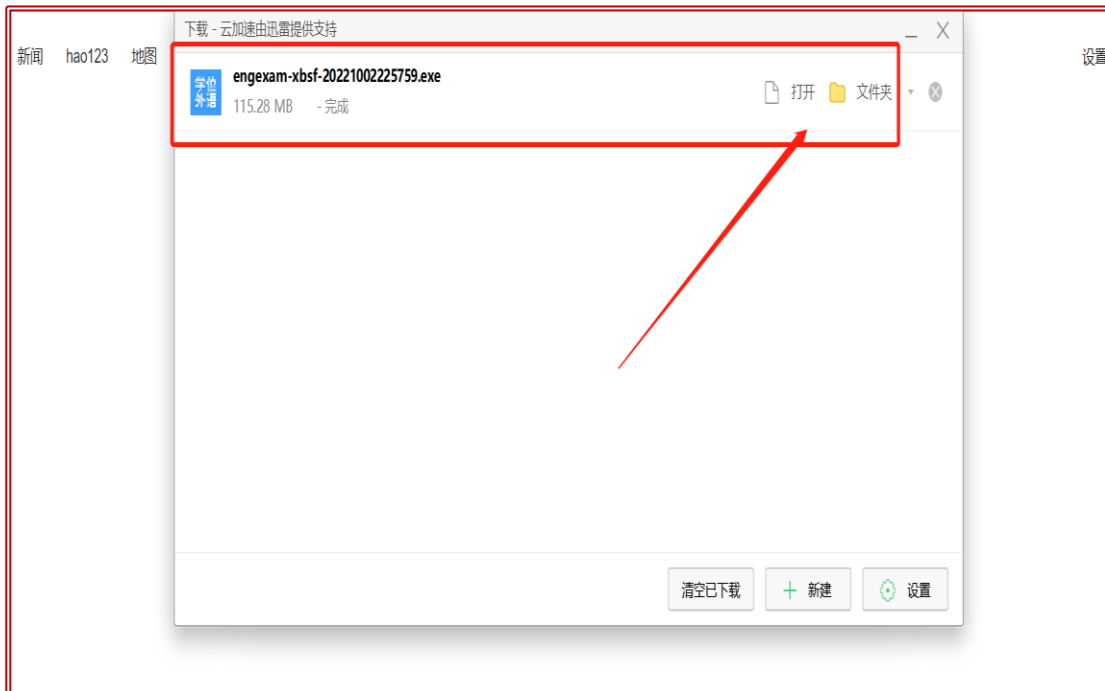 下载 - 云加速由迅雷提供支持
新闻 hao123 地图 设置
学位外语
engexam-xbsf-20221002225759.exe
115.28 MB - 完成
打开 文件夹
清空已下载 新建 设置